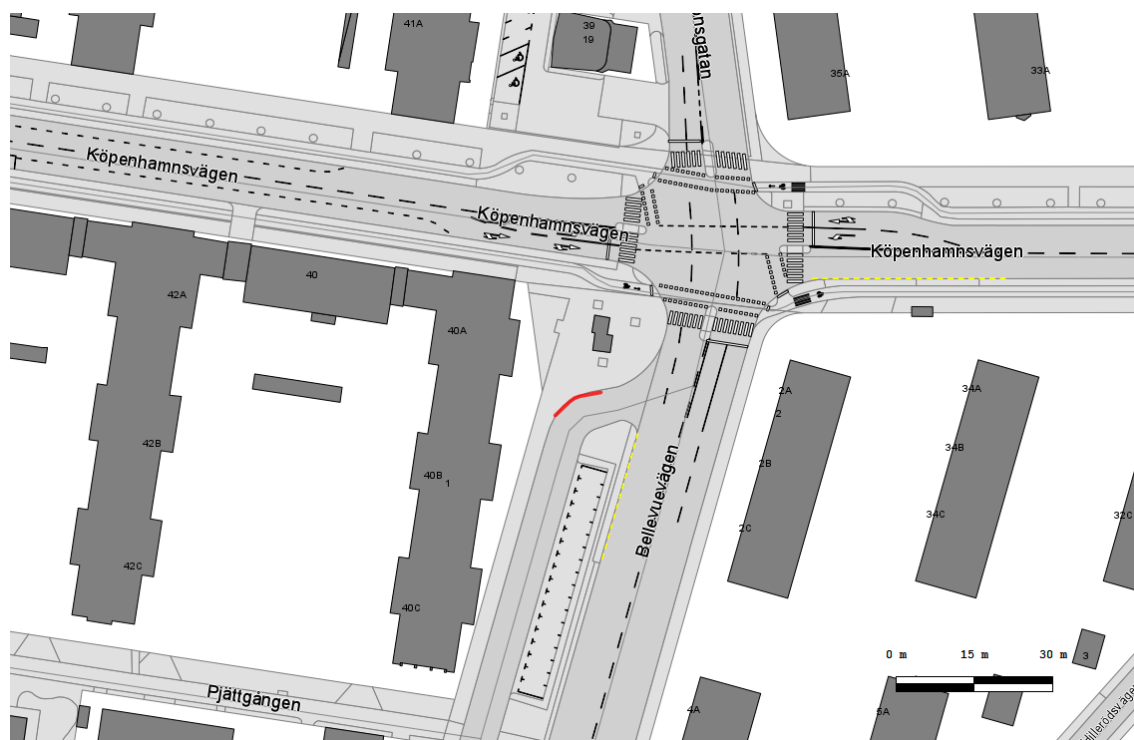 41A
39
19
35A
33A
nsgatan
Köpenhamnsvägen
Köpenhamnsvägen
Köpenhamnsvägen
42A
40
40A
2A
2
34A
42B
40B
1
2B
34B
Bellevuevägen
2C
34C
32C
42C
40C
0 m 15 m 30 m
3
Pjättgången
4A
5A
Hillerödsvägen